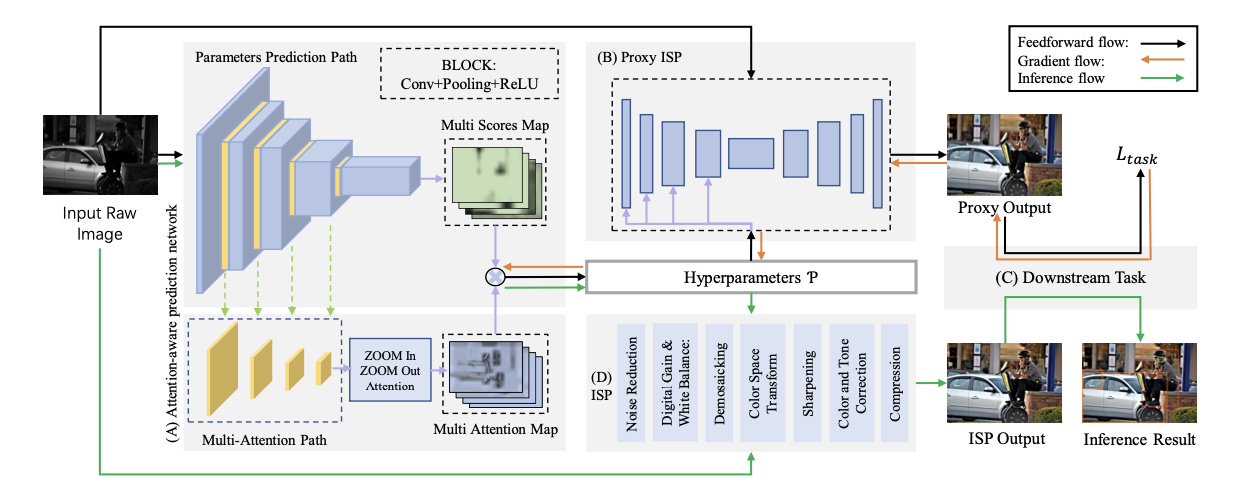 Parameters Prediction Path
BLOCK:
Conv+Pooling+ReLU
Multi Scores Map
Input Raw
Image
(A) Attention-aware prediction network
Multi-Attention Path
ZOOM In
ZOOM Out
Attention
Multi Attention Map
(B) Proxy ISP
Hyperparameters 𝒫
(D)
ISP
Noise Reduction
Digital Gain &
White Balance:
Demosaicking
Color Space
Transform
Sharpening
Color and Tone
Correction
Compression
Feedforward flow:
Gradient flow:
Inference flow
L_task
Proxy Output
(C) Downstream Task
ISP Output
Inference Result